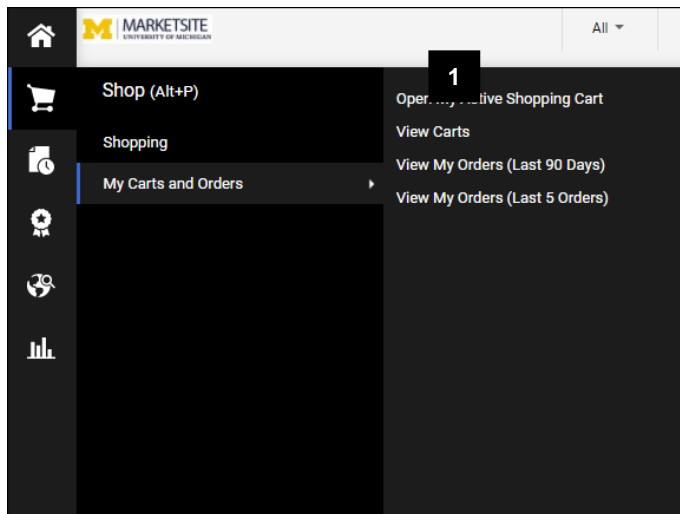 M MARKETSITE
UNIVERSITY OF MICHIGAN
All
Shop (Alt+P)
Shopping
My Carts and Orders
1
Open My Active Shopping Cart
View Carts
View My Orders (Last 90 Days)
View My Orders (Last 5 Orders)